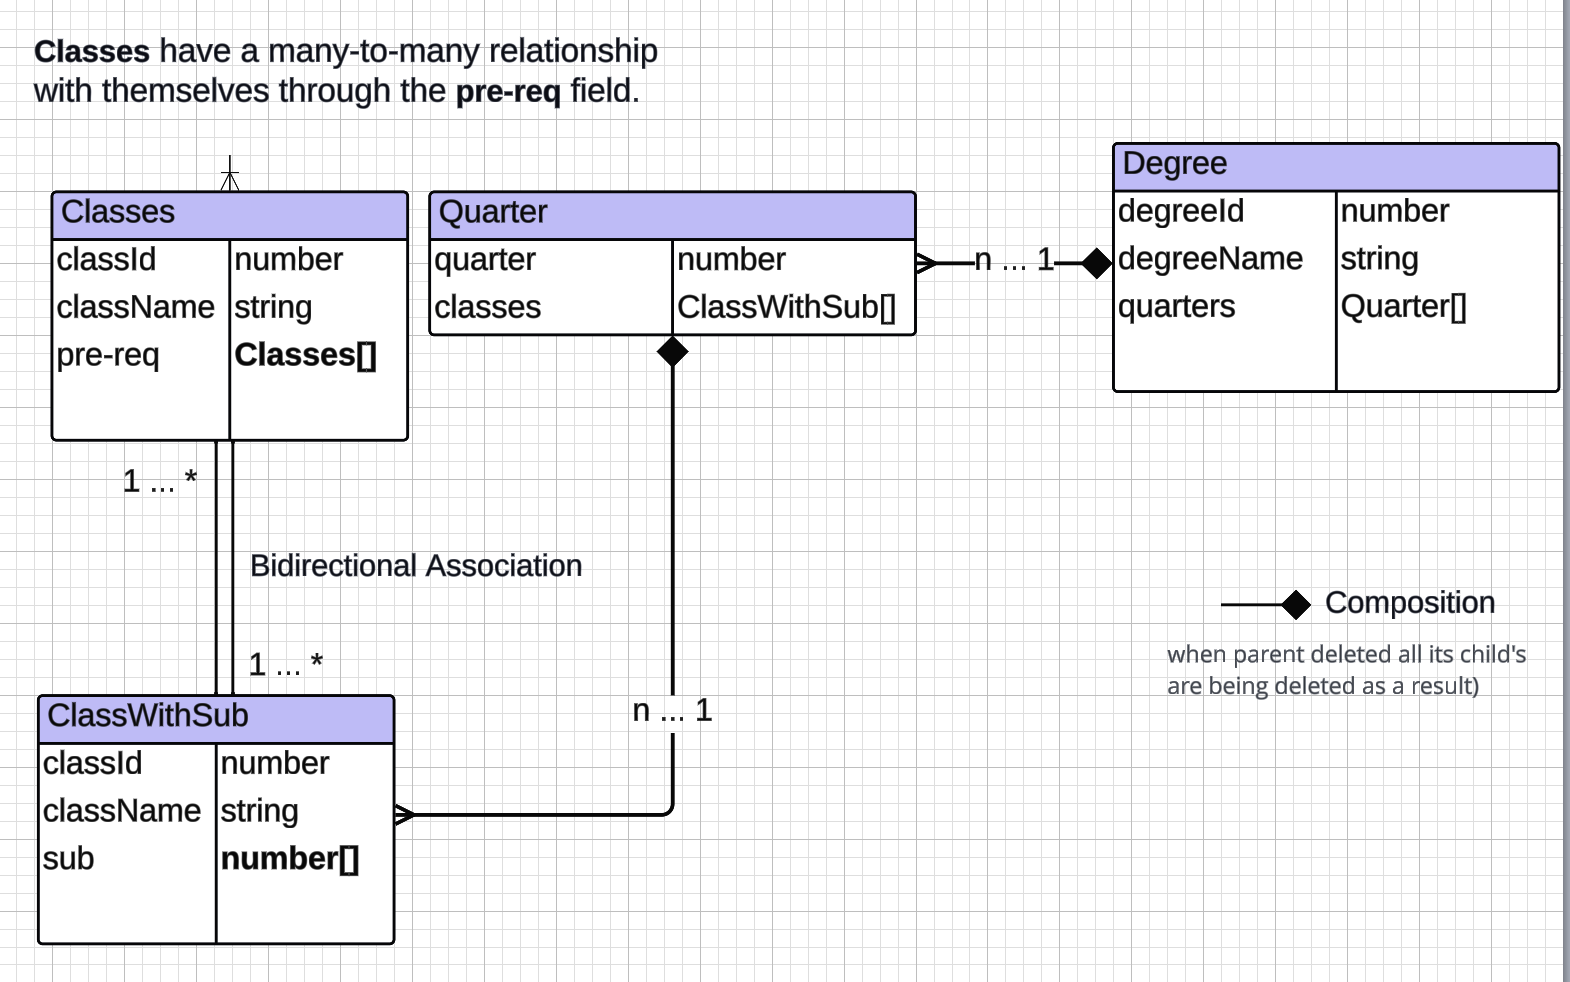 Classes have a many-to-many relationship
with themselves through the pre-req field.
Classes
classId number
className string
pre-req Classes[]
Quarter
quarter number
classes ClassWithSub[]
n ... 1
Degree
degreeId number
degreeName string
quarters Quarter[]
1 ... *
Bidirectional Association
1 ... *
ClassWithSub
classId number
className string
sub number[]
n ... 1
Composition
when parent deleted all its child's
are being deleted as a result)